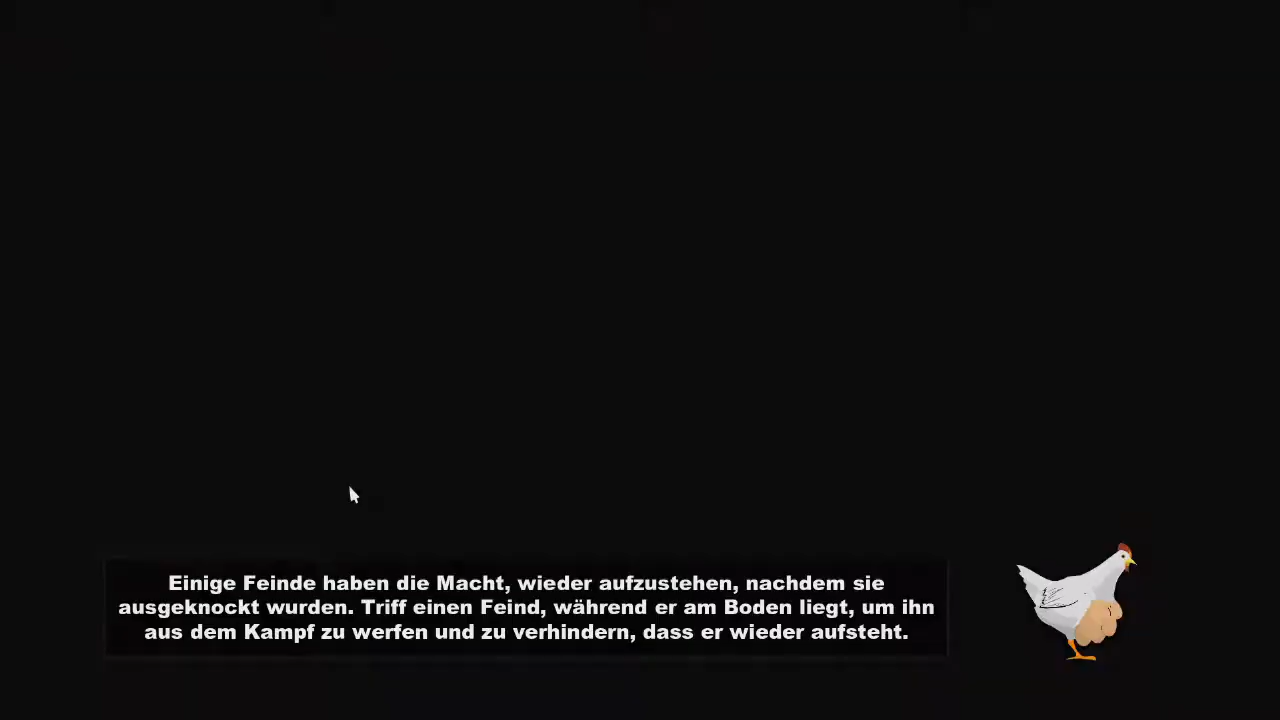 Einige Feinde haben die Macht, wieder aufzustehen, nachdem sie
ausgeknockt wurden. Triff einen Feind, während er am Boden liegt, um ihn
aus dem Kampf zu werfen und zu verhindern, dass er wieder aufsteht.